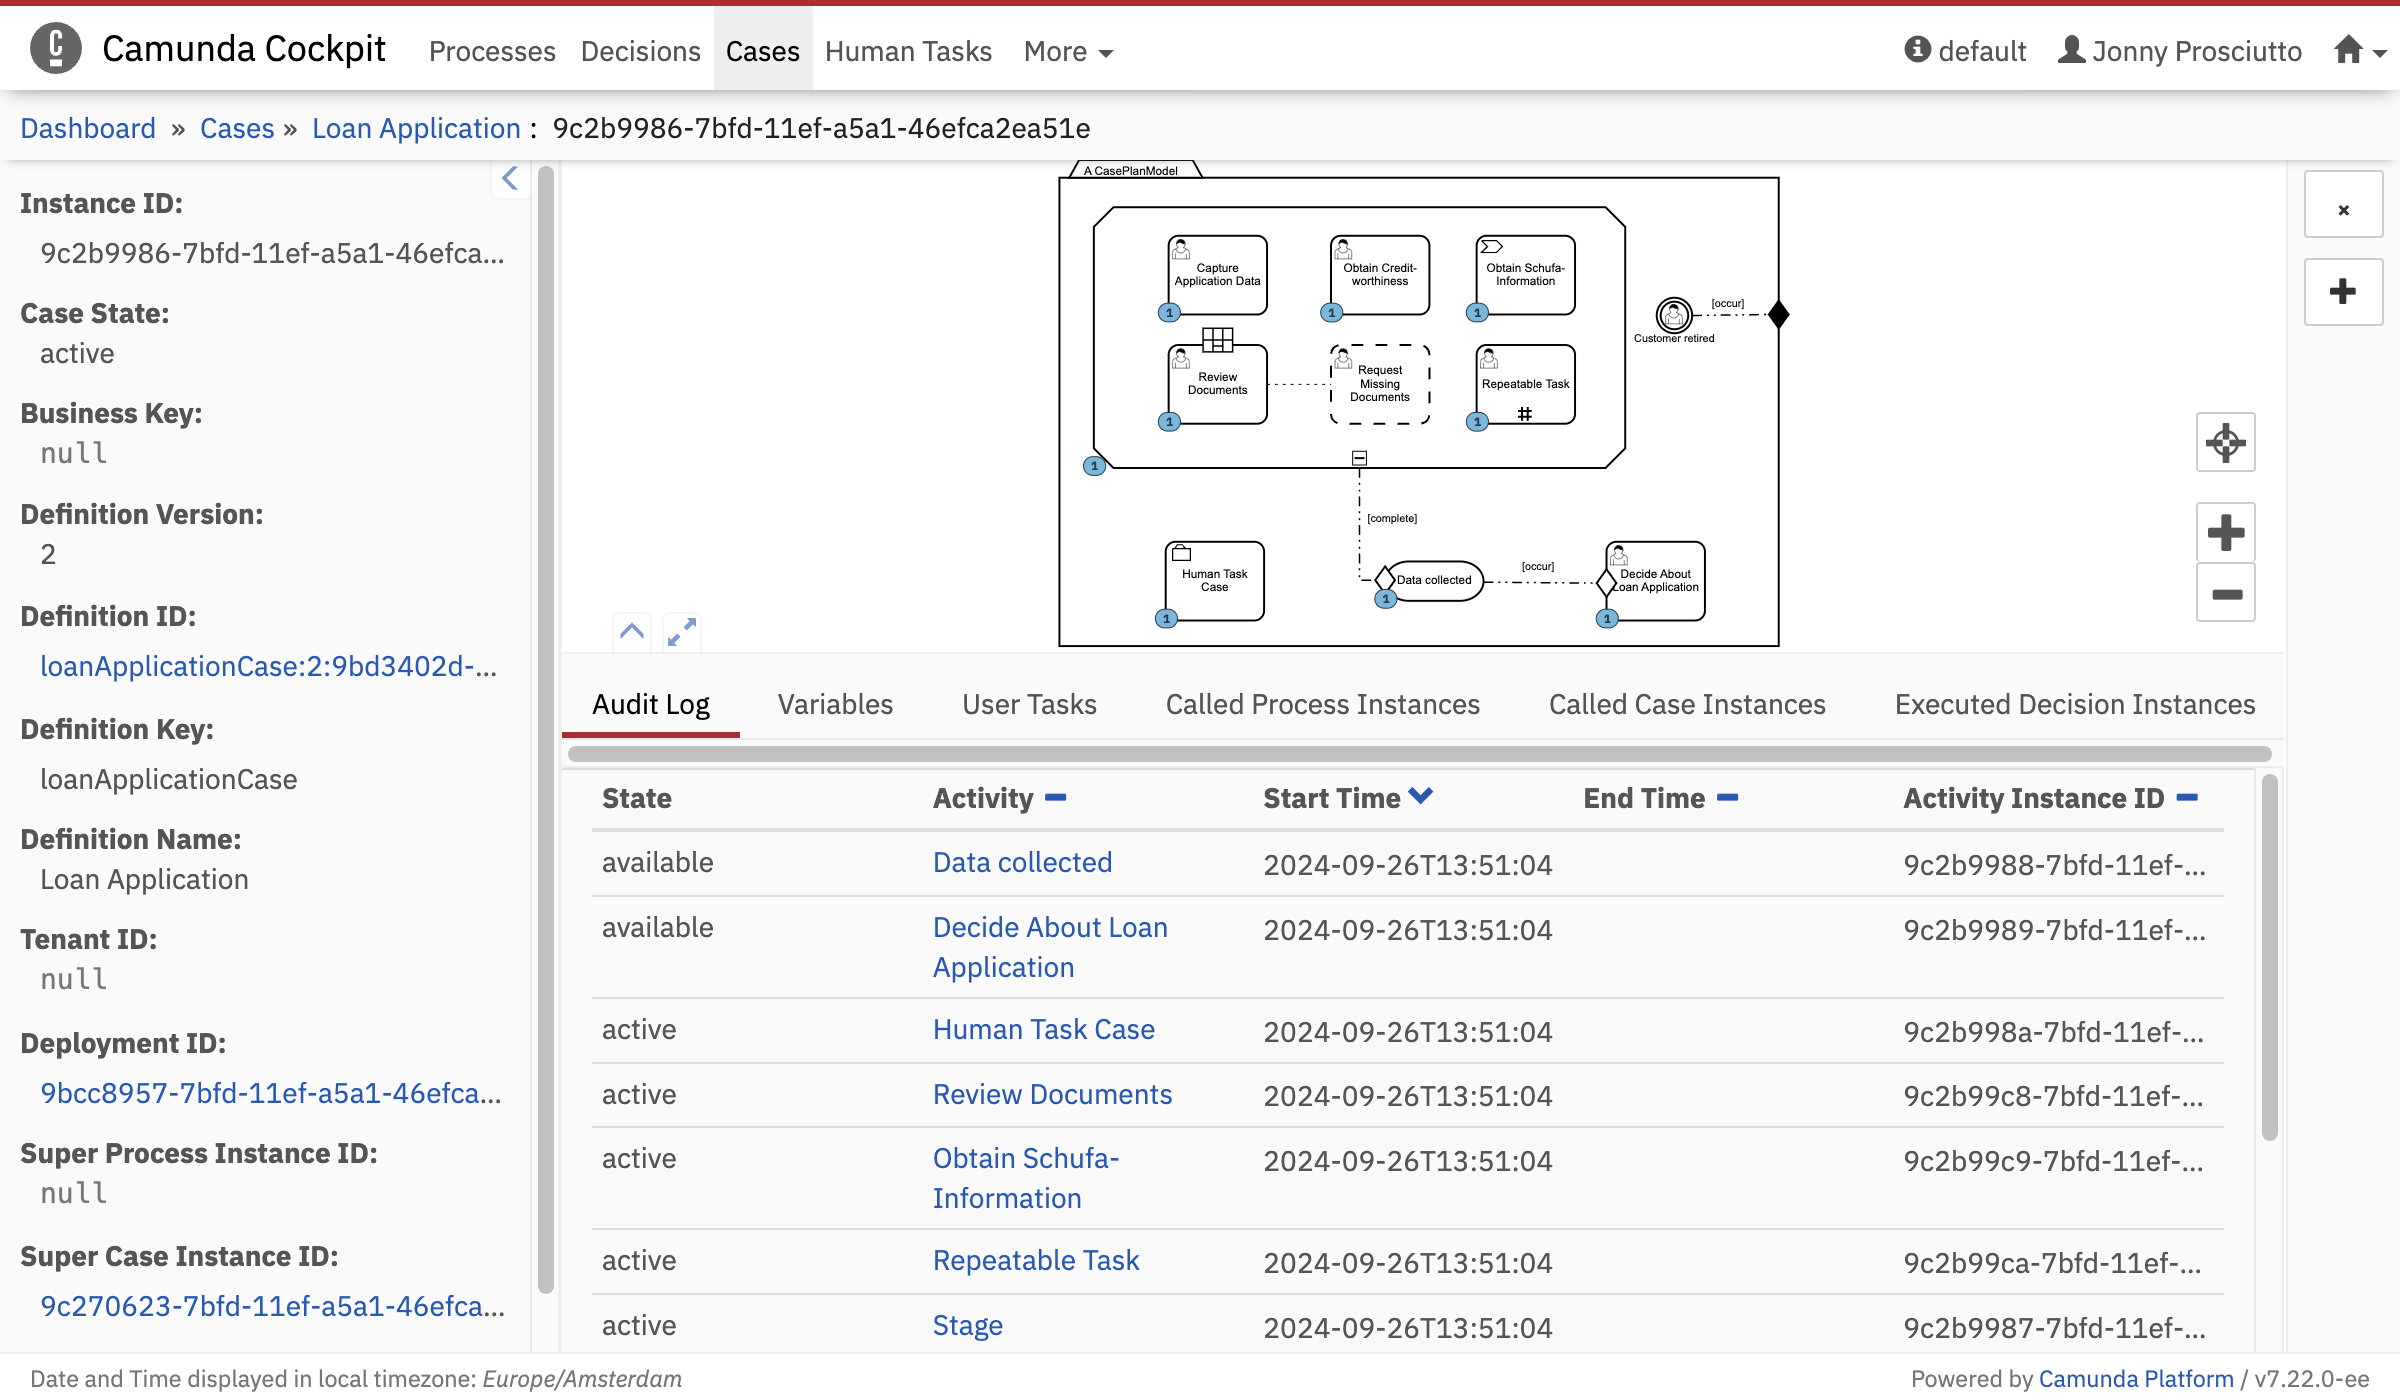 Camunda Cockpit Processes Decisions Cases Human Tasks More default Jonny Prosciutto
Dashboard » Cases » Loan Application : 9c2b9986-7bfd-11ef-a5a1-46efca2ea51e
Instance ID:
9c2b9986-7bfd-11ef-a5a1-46efca...
Case State:
active
Business Key:
null
Definition Version:
2
Definition ID:
loanApplicationCase:2:9bd3402d-...
Definition Key:
loanApplicationCase
Definition Name:
Loan Application
Tenant ID:
null
Deployment ID:
9bcc8957-7bfd-11ef-a5a1-46efca...
Super Process Instance ID:
null
Super Case Instance ID:
9c270623-7bfd-11ef-a5a1-46efca...
A CasePlanModel
Capture
Application Data
1
Obtain Credit-
worthiness
1
Obtain Schufa-
Information
1
[occur]
Customer retired
Review
Documents
1
Request
Missing
Documents
Repeatable Task
1
1
[complete]
Human Task
Case
1
Data collected
1
[occur]
Decide About
Loan Application
1
Audit Log Variables User Tasks Called Process Instances Called Case Instances Executed Decision Instances
State Activity Start Time End Time Activity Instance ID
available Data collected 2024-09-26T13:51:04 9c2b9988-7bfd-11ef-...
available Decide About Loan 2024-09-26T13:51:04 9c2b9989-7bfd-11ef-...
Application
active Human Task Case 2024-09-26T13:51:04 9c2b998a-7bfd-11ef-...
active Review Documents 2024-09-26T13:51:04 9c2b99c8-7bfd-11ef-...
active Obtain Schufa- 2024-09-26T13:51:04 9c2b99c9-7bfd-11ef-...
Information
active Repeatable Task 2024-09-26T13:51:04 9c2b99ca-7bfd-11ef-...
active Stage 2024-09-26T13:51:04 9c2b9987-7bfd-11ef-...
Date and Time displayed in local timezone: Europe/Amsterdam
Powered by Camunda Platform / v7.22.0-ee